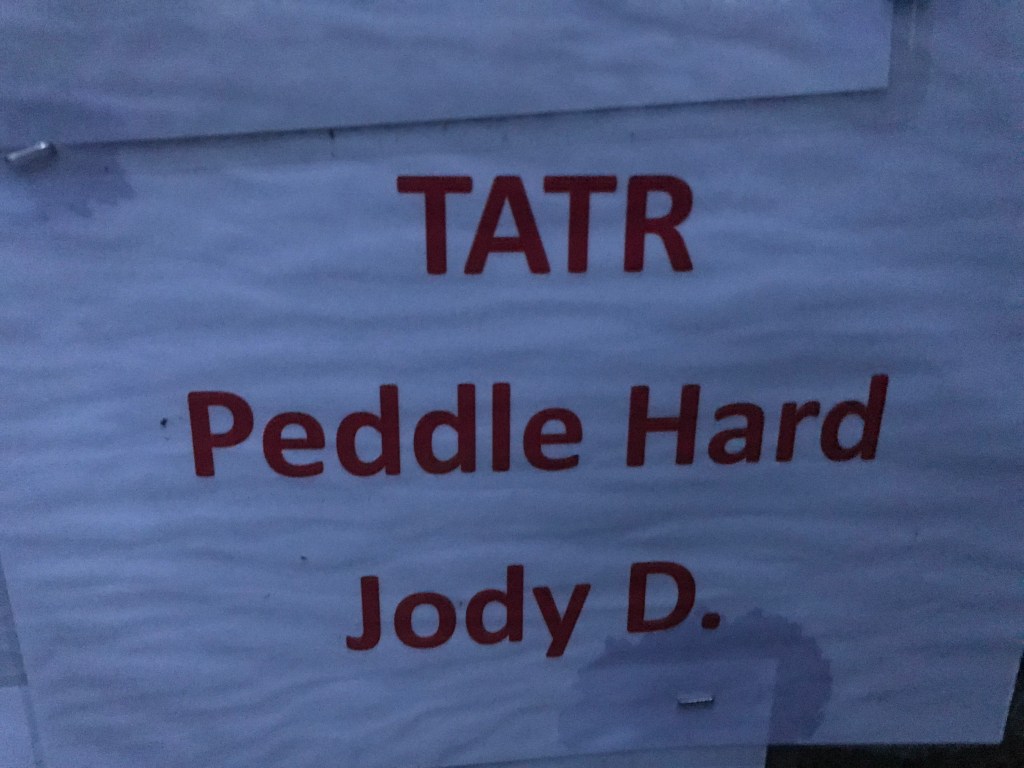 TATR
Peddle Hard
Jody D.